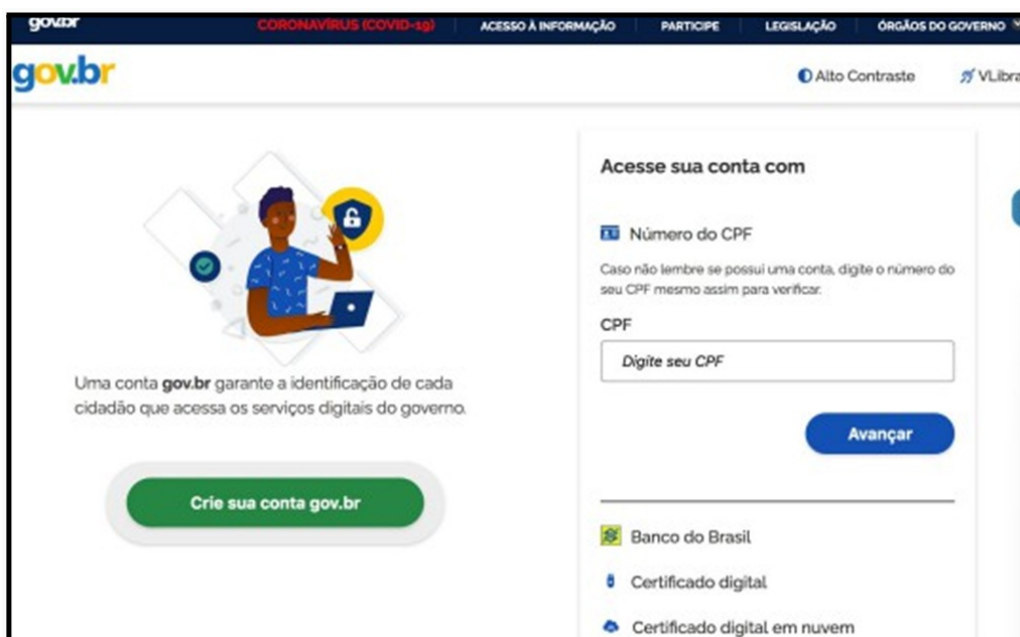 gov.br CORONAVÍRUS (COVID-19) ACESSO À INFORMAÇÃO PARTICIPE LEGISLAÇÃO ÓRGÃOS DO GOVERNO
gov.br Alto Contraste VLibra
Uma conta gov.br garante a identificação de cada
cidadão que acessa os serviços digitais do governo.
Crie sua conta gov.br
Acesse sua conta com
Número do CPF
Caso não lembre se possui uma conta, digite o número do
seu CPF mesmo assim para verificar.
CPF
Digite seu CPF
Avançar
Banco do Brasil
Certificado digital
Certificado digital em nuvem